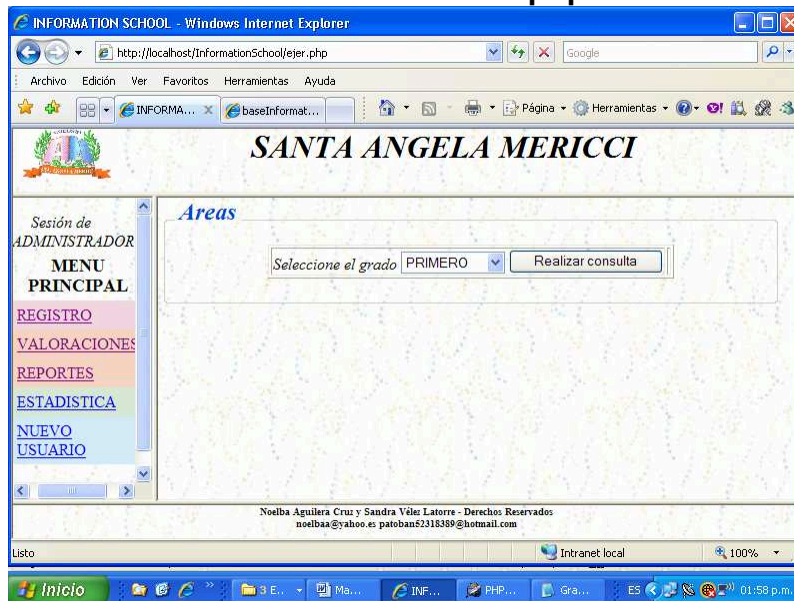 INFORMATION SCHOOL - Windows Internet Explorer
http://localhost/InformationSchool/ejer.php
Google
Archivo Edición Ver Favoritos Herramientas Ayuda
INFORMA... baseInformat... Página Herramientas
SANTA ANGELA MERICCI
Sesión de
ADMINISTRADOR
MENU
PRINCIPAL
REGISTRO
VALORACIONES
REPORTES
ESTADISTICA
NUEVO
USUARIO
Areas
Seleccione el grado PRIMERO Realizar consulta
Noelba Aguilera Cruz y Sandra Vélez Latorre - Derechos Reservados
noelbaa@yahoo.es patoban52318389@hotmail.com
Listo Intranet local 100%
Inicio 3 E... Ma... INF... PHP... Gra... ES 01:58 p.m.